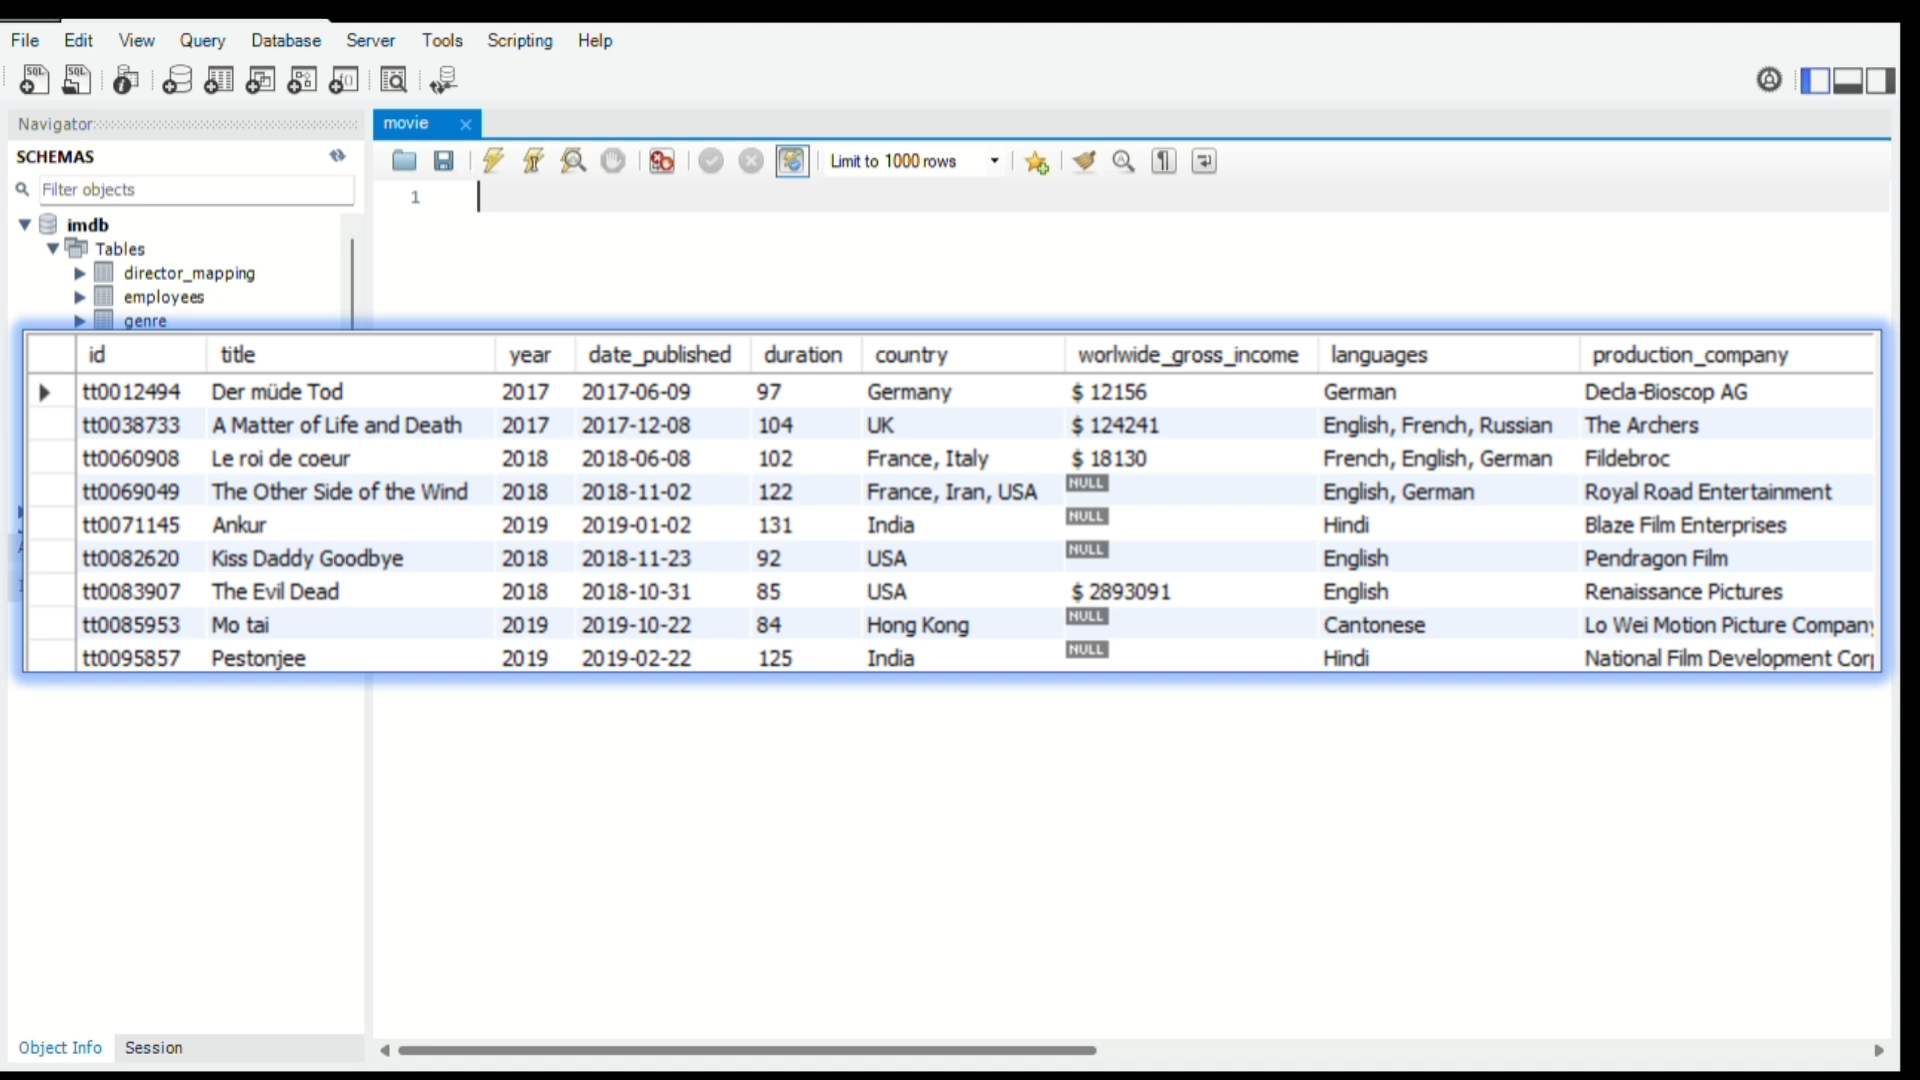 File Edit View Query Database Server Tools Scripting Help
SQL SQL
Navigator
movie
SCHEMAS
Limit to 1000 rows
Filter objects
1
imdb
Tables
director_mapping
employees
genre
id title year date_published duration country worlwide_gross_income languages production_company
tt0012494 Der müde Tod 2017 2017-06-09 97 Germany $ 12156 German Decla-Bioscop AG
tt0038733 A Matter of Life and Death 2017 2017-12-08 104 UK $ 124241 English, French, Russian The Archers
tt0060908 Le roi de coeur 2018 2018-06-08 102 France, Italy $ 18130 French, English, German Fildebroc
tt0069049 The Other Side of the Wind 2018 2018-11-02 122 France, Iran, USA NULL English, German Royal Road Entertainment
tt0071145 Ankur 2019 2019-01-02 131 India NULL Hindi Blaze Film Enterprises
tt0082620 Kiss Daddy Goodbye 2018 2018-11-23 92 USA NULL English Pendragon Film
tt0083907 The Evil Dead 2018 2018-10-31 85 USA $ 2893091 English Renaissance Pictures
tt0085953 Mo tai 2019 2019-10-22 84 Hong Kong NULL Cantonese Lo Wei Motion Picture Company
tt0095857 Pestonjee 2019 2019-02-22 125 India NULL Hindi National Film Development Corp
Object Info Session